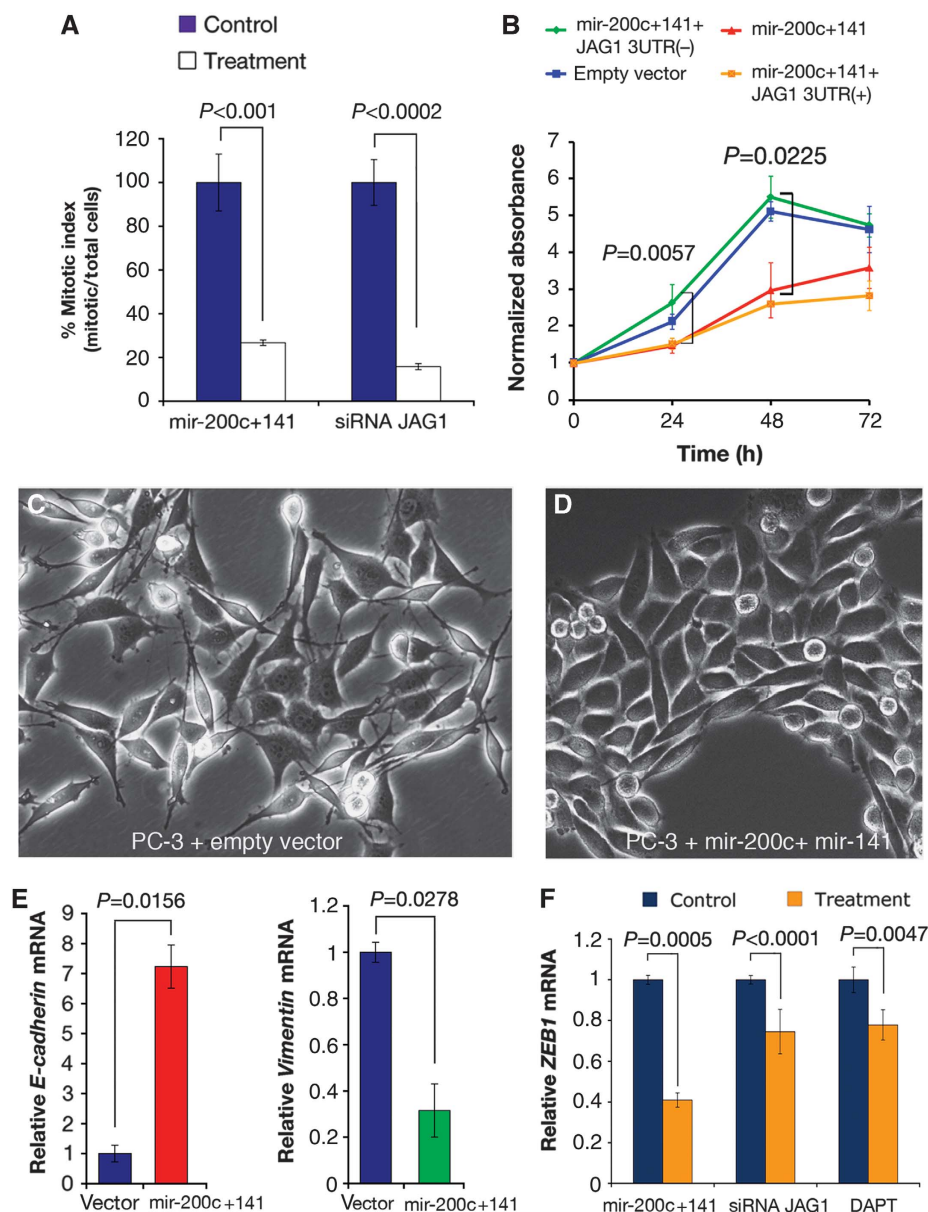 A
Control
Treatment
P<0.001
P<0.0002
% Mitotic index
(mitotic/total cells)
120
100
80
60
40
20
0
mir-200c+141
siRNA JAG1
B
mir-200c+141+
JAG1 3UTR(–)
mir-200c+141
Empty vector
mir-200c+141+
JAG1 3UTR(+)
Normalized absorbance
7
6
5
4
3
2
1
0
P=0.0057
P=0.0225
0
24
48
72
Time (h)
C
PC-3 + empty vector
D
PC-3 + mir-200c+ mir-141
E
P=0.0156
Relative E-cadherin mRNA
9
8
7
6
5
4
3
2
1
0
Vector
mir-200c+141
P=0.0278
Relative Vimentin mRNA
1.2
1
0.8
0.6
0.4
0.2
0
Vector
mir-200c+141
F
Control
Treatment
P=0.0005
P<0.0001
P=0.0047
Relative ZEB1 mRNA
1.2
1
0.8
0.6
0.4
0.2
0
mir-200c+141
siRNA JAG1
DAPT